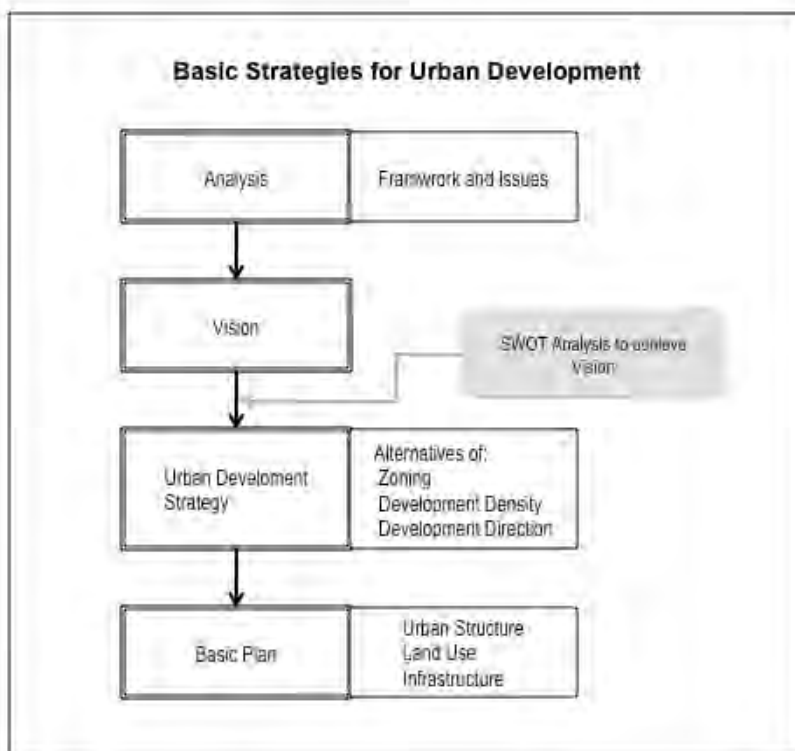 Basic Strategies for Urban Development
Analysis
Framwork and Issues
Vision
SWOT Analysis to achieve
Vision
Urban Develoment
Strategy
Alternatives of:
Zoning
Development Density
Development Direction
Basic Plan
Urban Structure
Land Use
Infrastructure